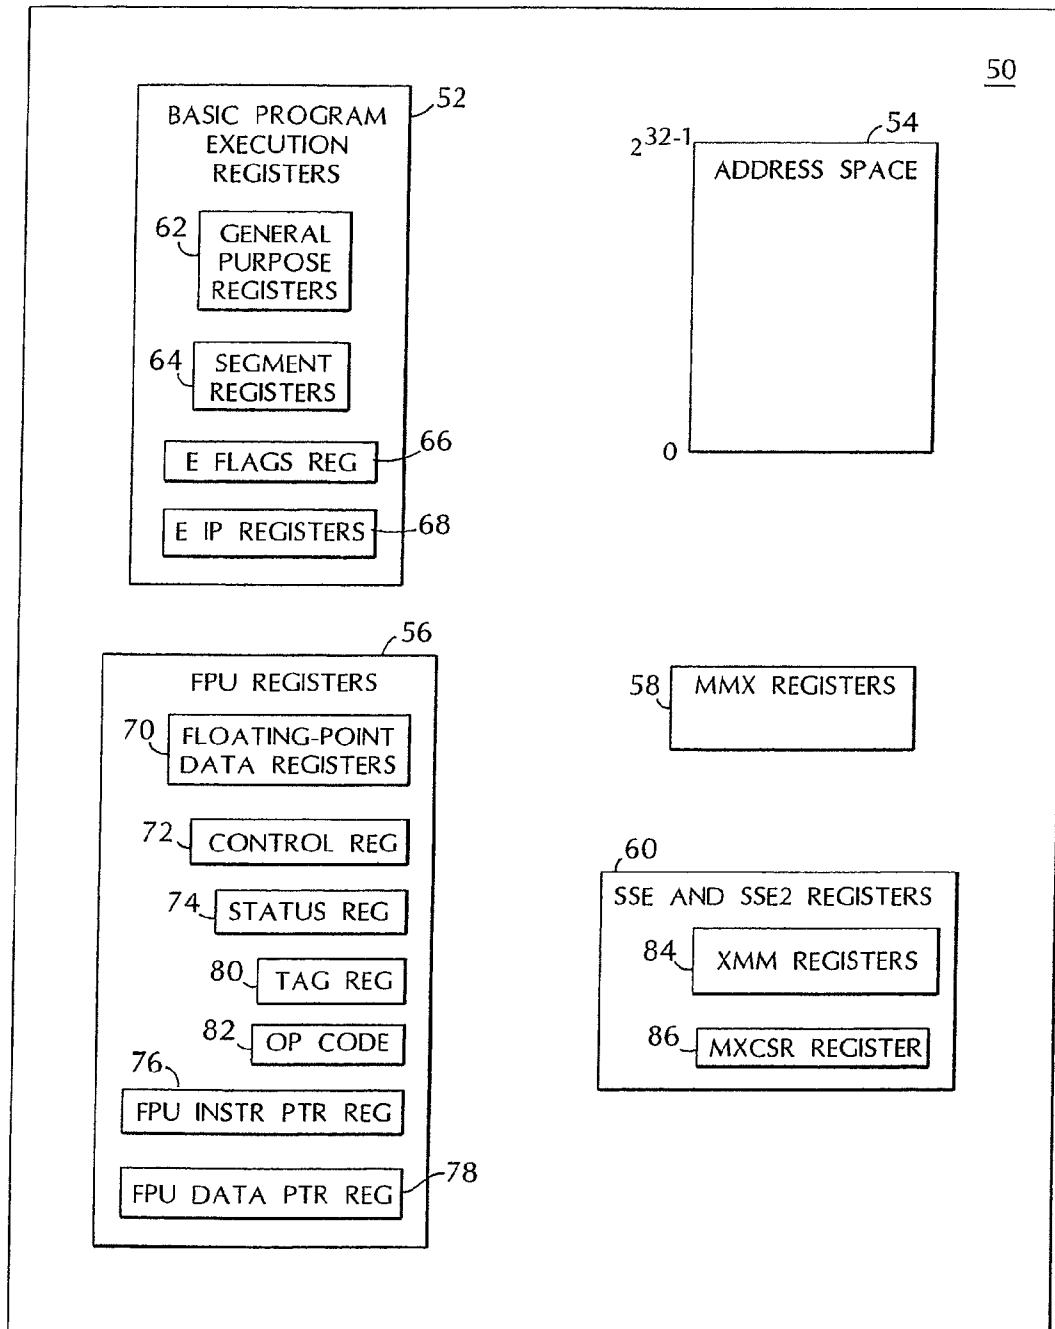 50
52
BASIC PROGRAM
EXECUTION
REGISTERS
62
GENERAL
PURPOSE
REGISTERS
64
SEGMENT
REGISTERS
E FLAGS REG
66
E IP REGISTERS
68
54
2^32-1
ADDRESS SPACE
0
56
FPU REGISTERS
70
FLOATING-POINT
DATA REGISTERS
72
CONTROL REG
74
STATUS REG
80
TAG REG
82
OP CODE
76
FPU INSTR PTR REG
FPU DATA PTR REG
78
58
MMX REGISTERS
60
SSE AND SSE2 REGISTERS
84
XMM REGISTERS
86
MXCSR REGISTER